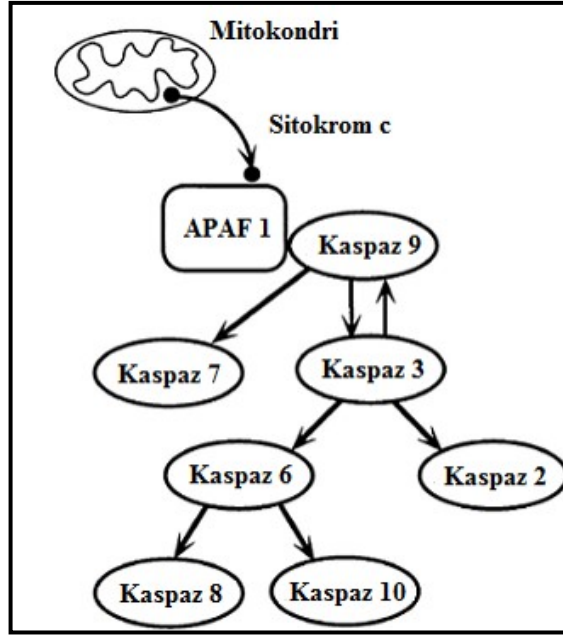 Mitokondri
Sitokrom c
APAF 1
Kaspaz 9
Kaspaz 7
Kaspaz 3
Kaspaz 6
Kaspaz 2
Kaspaz 8
Kaspaz 10